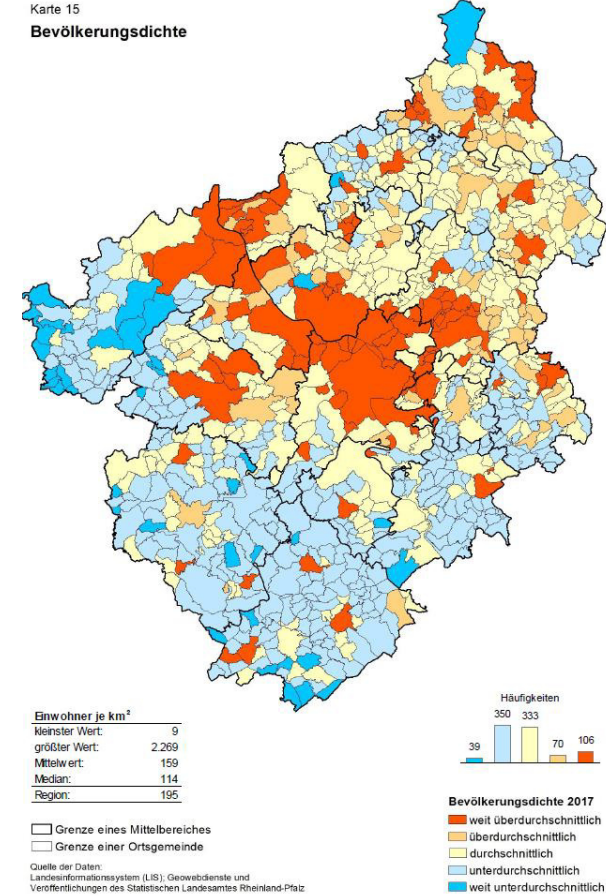 Karte 15
Bevölkerungsdichte
Einwohner je km²
kleinster Wert: 9
größter Wert: 2.269
Mittelwert: 159
Median: 114
Region: 195
Grenze eines Mittelbereiches
Grenze einer Ortsgemeinde
Quelle der Daten:
Landesinformationssystem (LIS); Geowebdienste und
Veröffentlichungen des Statistischen Landesamtes Rheinland-Pfalz
Häufigkeiten
39 350 333 70 106
Bevölkerungsdichte 2017
weit überdurchschnittlich
überdurchschnittlich
durchschnittlich
unterdurchschnittlich
weit unterdurchschnittlich